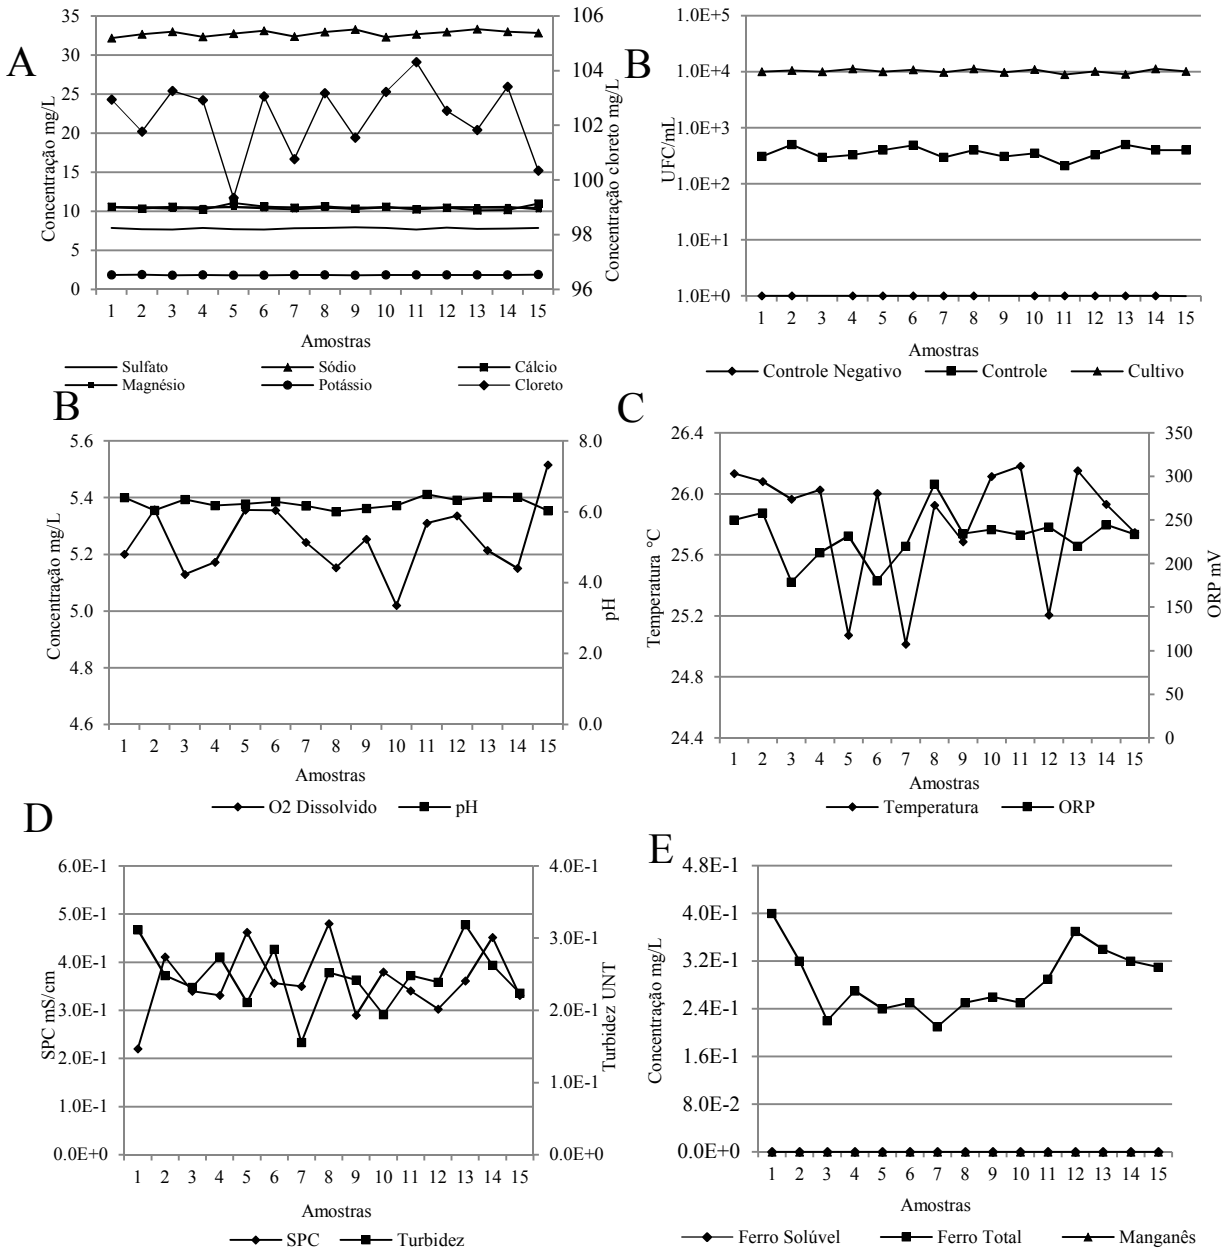 A
35
30
25
20
15
10
5
0
Concentração mg/L
106
104
102
100
98
96
Concentração cloreto mg/L
1 2 3 4 5 6 7 8 9 10 11 12 13 14 15
Amostras
Sulfato Sódio Cálcio
Magnésio Potássio Cloreto
B
1.0E+5
1.0E+4
1.0E+3
1.0E+2
1.0E+1
1.0E+0
UFC/mL
1 2 3 4 5 6 7 8 9 10 11 12 13 14 15
Amostras
Controle Negativo Controle Cultivo
B
5.6
5.4
5.2
5.0
4.8
4.6
Concentração mg/L
8.0
6.0
4.0
2.0
0.0
pH
1 2 3 4 5 6 7 8 9 10 11 12 13 14 15
Amostras
O2 Dissolvido pH
C
26.4
26.0
25.6
25.2
24.8
24.4
Temperatura °C
350
300
250
200
150
100
50
0
ORP mV
1 2 3 4 5 6 7 8 9 10 11 12 13 14 15
Amostras
Temperatura ORP
D
6.0E-1
5.0E-1
4.0E-1
3.0E-1
2.0E-1
1.0E-1
0.0E+0
SPC mS/cm
4.0E-1
3.0E-1
2.0E-1
1.0E-1
0.0E+0
Turbidez UNT
1 2 3 4 5 6 7 8 9 10 11 12 13 14 15
Amostras
SPC Turbidez
E
4.8E-1
4.0E-1
3.2E-1
2.4E-1
1.6E-1
8.0E-2
0.0E+0
Concentração mg/L
1 2 3 4 5 6 7 8 9 10 11 12 13 14 15
Amostras
Ferro Solúvel Ferro Total Manganês